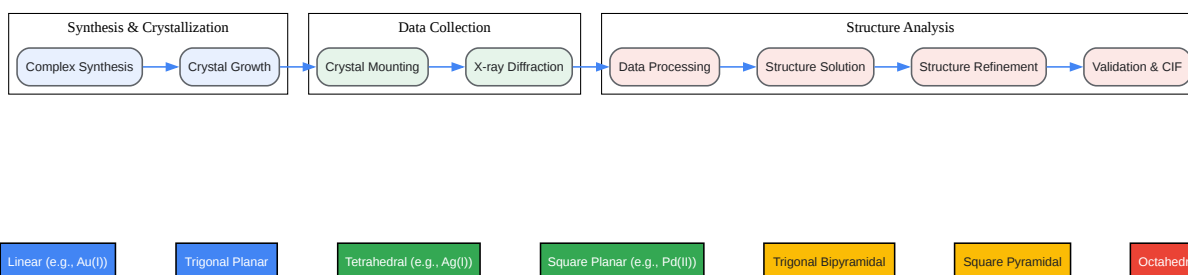 Synthesis & Crystallization
Data Collection
Structure Analysis
Complex Synthesis
Crystal Growth
Crystal Mounting
X-ray Diffraction
Data Processing
Structure Solution
Structure Refinement
Validation & CIF
Linear (e.g., Au(I))
Trigonal Planar
Tetrahedral (e.g., Ag(I))
Square Planar (e.g., Pd(II))
Trigonal Bipyramidal
Square Pyramidal